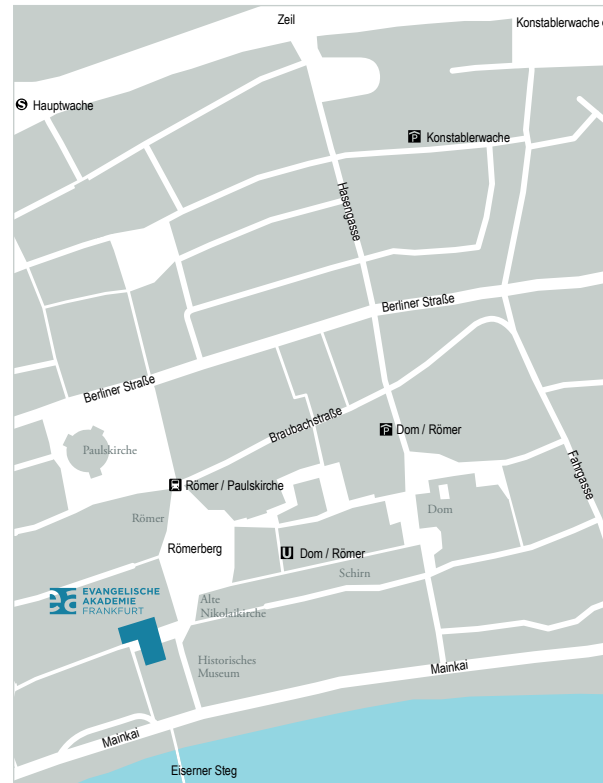 Zeil
Konstablerwache
S Hauptwache
P Konstablerwache
Hasengasse
Berliner Straße
Berliner Straße
Braubachstraße
P Dom / Römer
Paulskirche
Fahrgasse
Römer / Paulskirche
Römer
Dom
Römerberg
U Dom / Römer
Schirn
ea EVANGELISCHE
AKADEMIE
FRANKFURT
Alte
Nikolaikirche
Historisches
Museum
Mainkai
Mainkai
Eiserner Steg